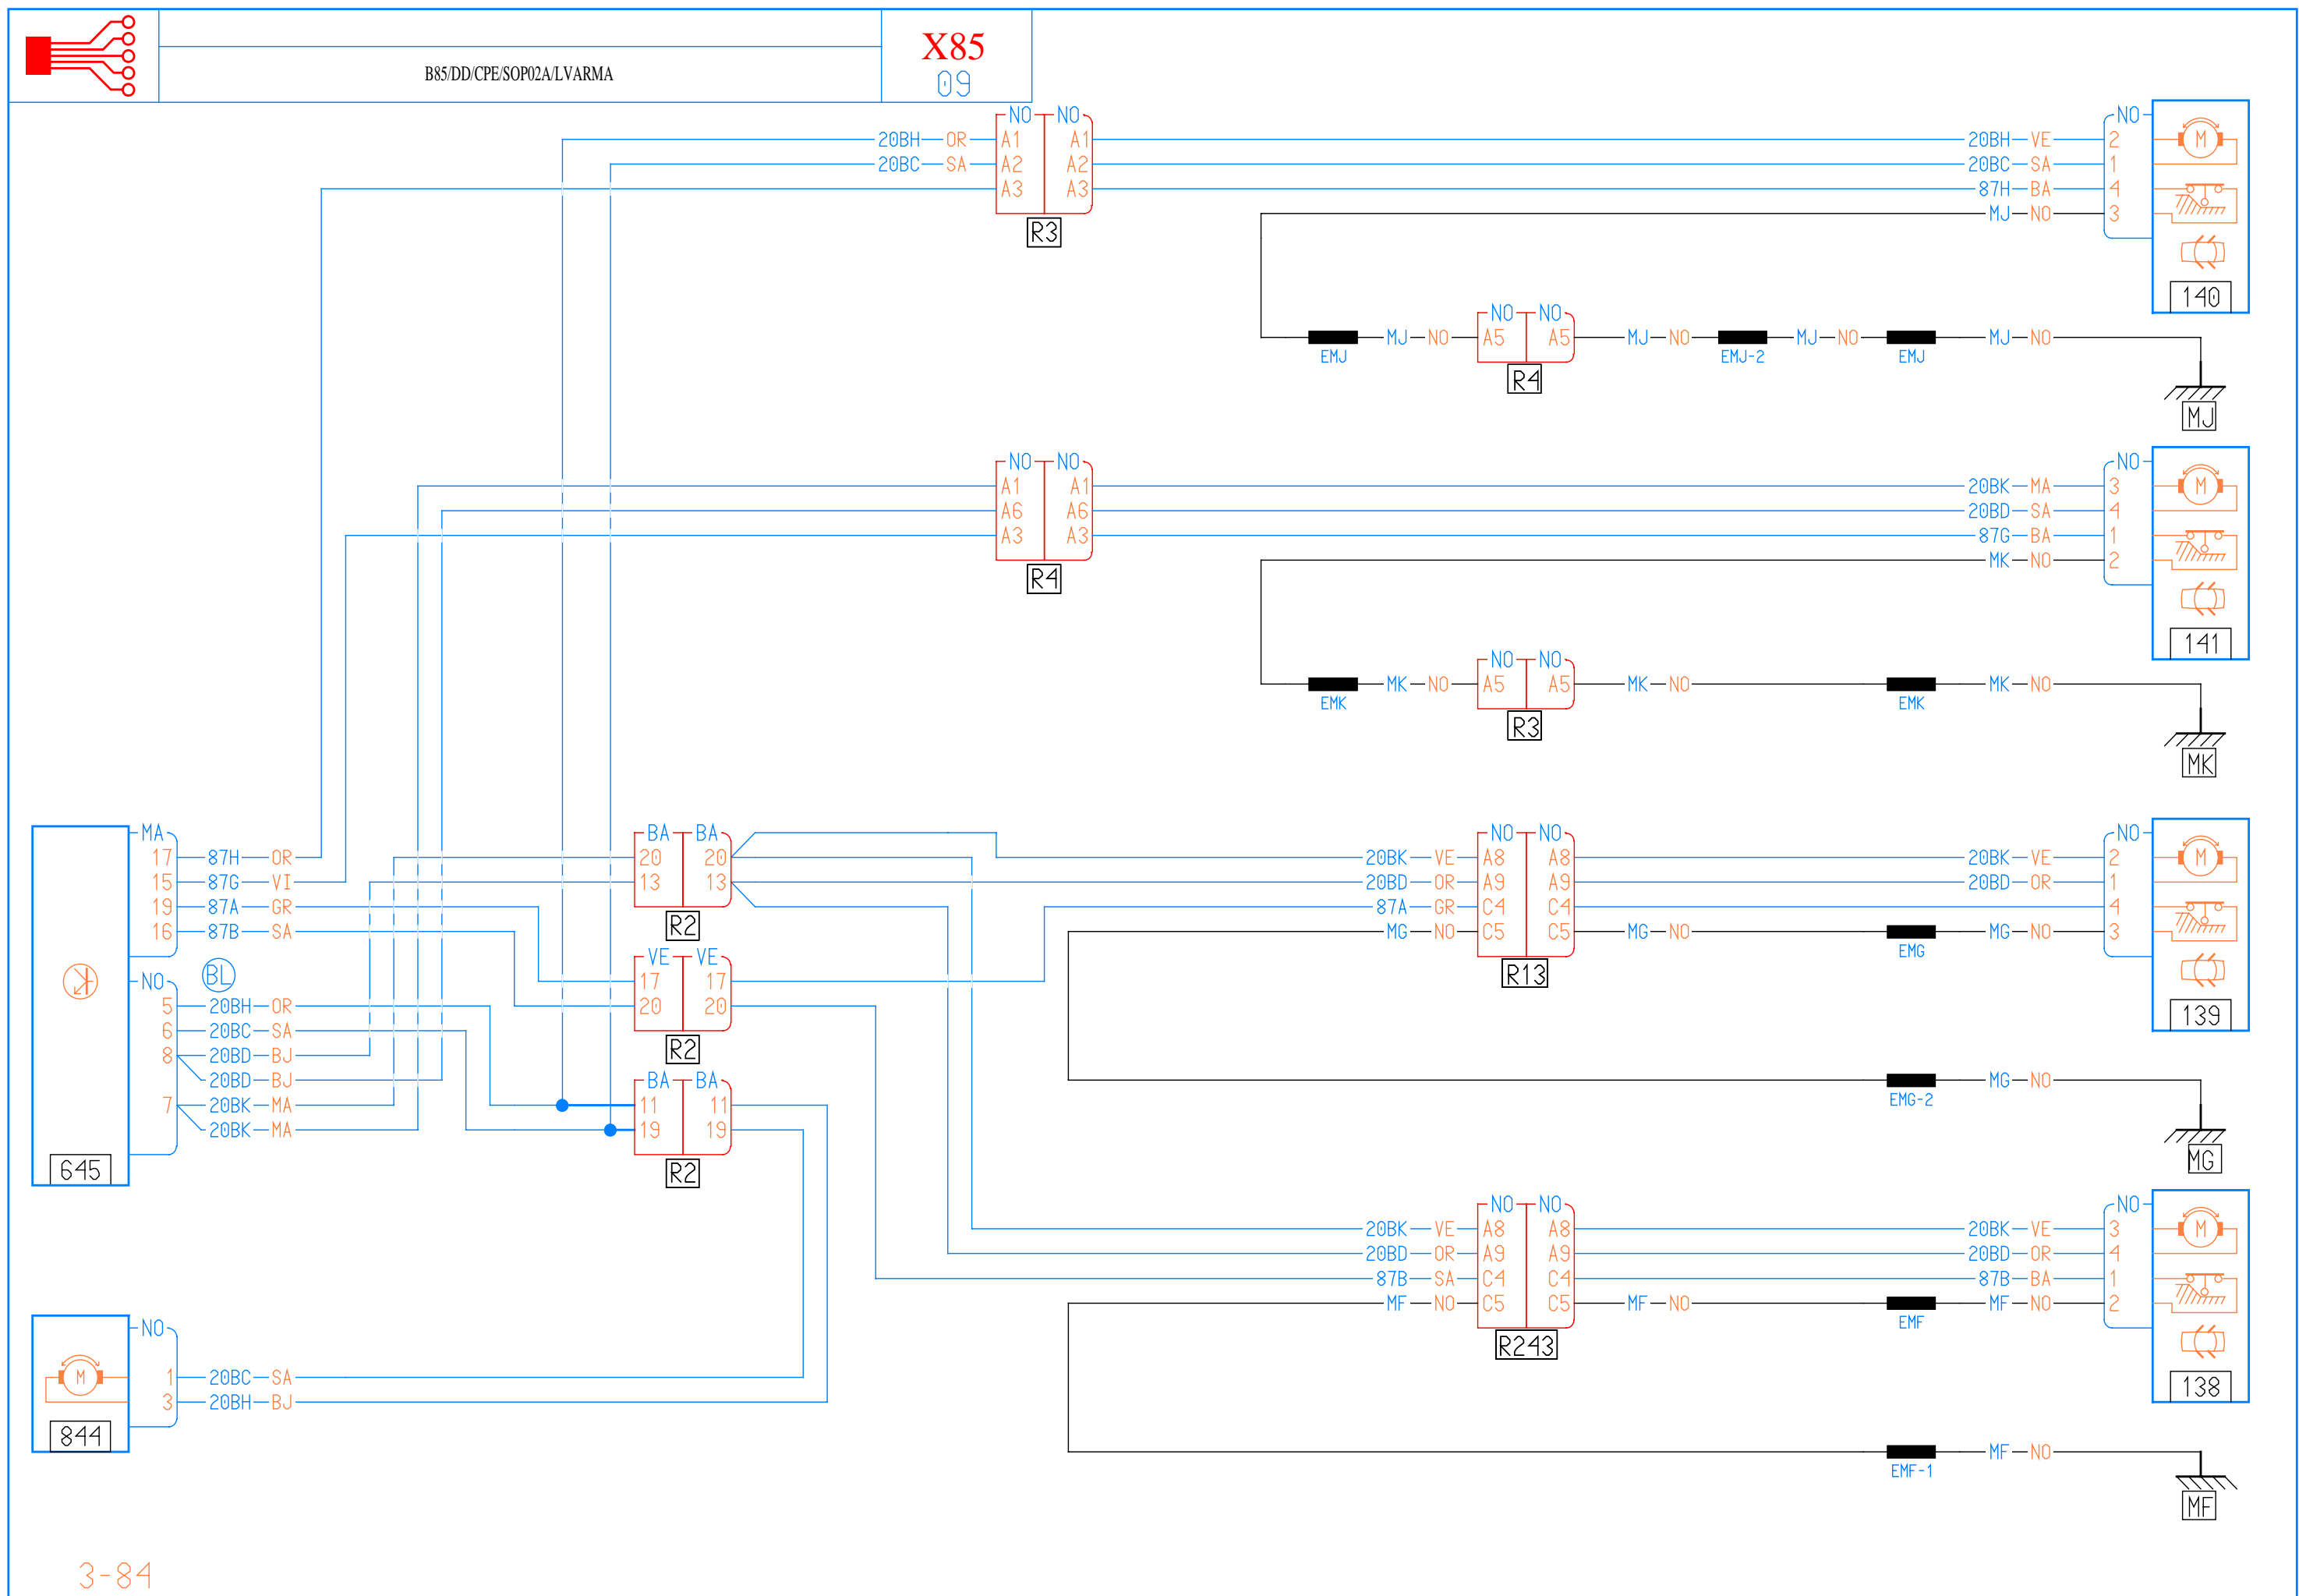 X85
B85/DD/CPE/SOP02A/LVARMA
09
NO NO NO
20BH OR A1 A1 20BH VE 2 M
20BC SA A2 A2 20BC SA 1
A3 A3 87H BA 4
MJ NO 3
R3
140
NO NO
MJ NO A5 A5 MJ NO MJ NO MJ NO
EMJ EMJ-2 EMJ
R4
MJ
NO NO NO
A1 A1 20BK MA 3 M
A6 A6 20BD SA 4
A3 A3 87G BA 1
MK NO 2
R4
141
NO NO
MK NO A5 A5 MK NO MK NO
EMK EMK
R3
MK
MA BA BA NO NO NO
17 87H OR 20 20 20BK VE A8 A8 20BK VE 2 M
15 87G VI 13 13 20BD OR A9 A9 20BD OR 1
19 87A GR 87A GR C4 C4 4
16 87B SA R2 MG NO C5 C5 MG NO MG NO 3
EMG
VE VE
R13
NO BL 17 17
5 20BH OR 20 20 139
6 20BC SA R2
8 20BD BJ
20BD BJ BA BA MG NO
EMG-2
7 20BK MA 11 11
20BK MA 19 19
645 R2 MG
NO NO NO
20BK VE A8 A8 20BK VE 3 M
20BD OR A9 A9 20BD OR 4
87B SA C4 C4 87B BA 1
MF NO C5 C5 MF NO MF NO 2
EMF
NO R243
M 1 20BC SA 138
3 20BH BJ
844
MF NO
EMF-1
MF
3-84